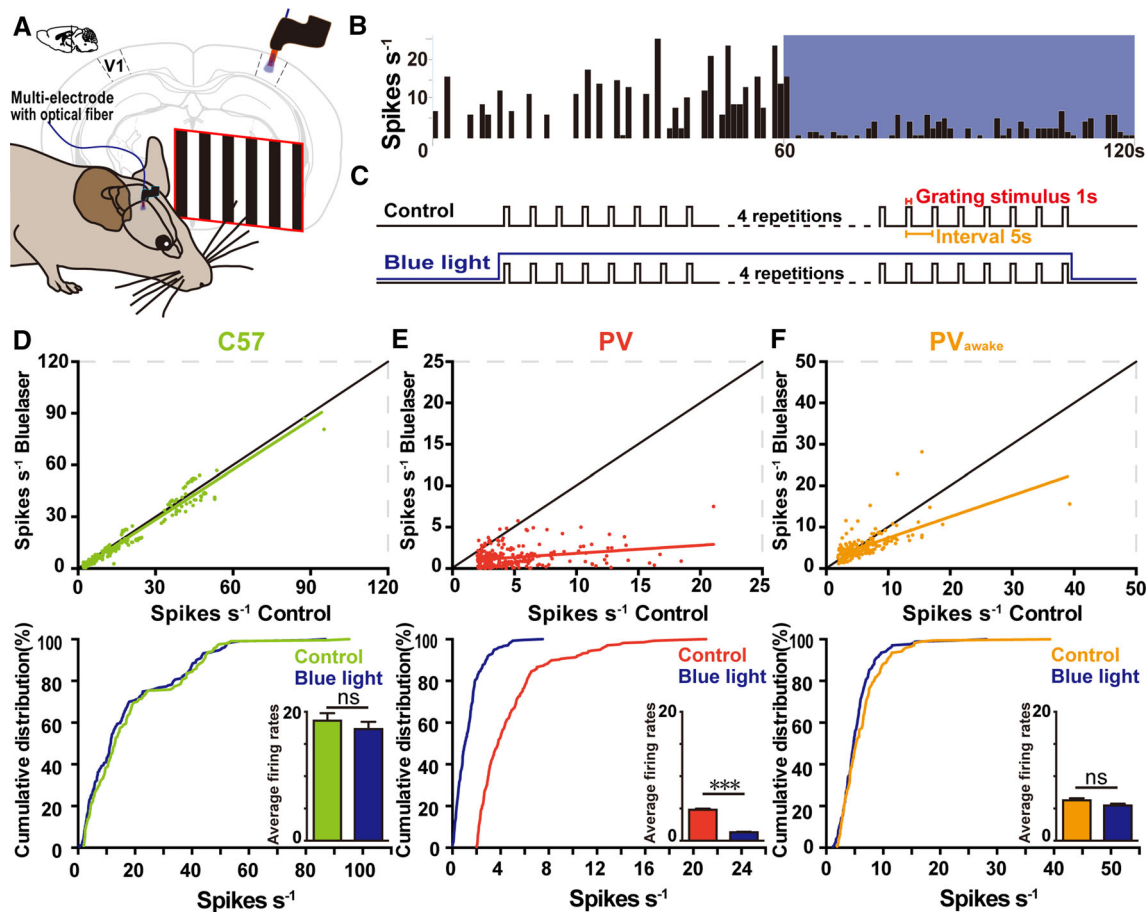 A
V1
Multi-electrode
with optical fiber
B
Spikes s⁻¹
20
10
0
0
60
120s
C
Control
4 repetitions
Grating stimulus 1s
Interval 5s
Blue light
4 repetitions
D
C57
Spikes s⁻¹ Bluelaser
120
90
60
30
0
0
30
60
90
120
Spikes s⁻¹ Control
E
PV
Spikes s⁻¹ Bluelaser
25
20
15
10
5
0
0
5
10
15
20
25
Spikes s⁻¹ Control
F
PVawake
Spikes s⁻¹ Bluelaser
50
40
30
20
10
0
0
10
20
30
40
50
Spikes s⁻¹ Control
Cumulative distribution(%)
100
80
60
40
20
0
0
20
40
60
80
100
Spikes s⁻¹
Control
Blue light
Average firing rates
20
0
ns
Cumulative distribution(%)
100
80
60
40
20
0
0
4
8
12
16
20
24
Spikes s⁻¹
Control
Blue light
Average firing rates
20
0
***
Cumulative distribution(%)
100
80
60
40
20
0
0
10
20
30
40
50
Spikes s⁻¹
Control
Blue light
Average firing rates
20
0
ns